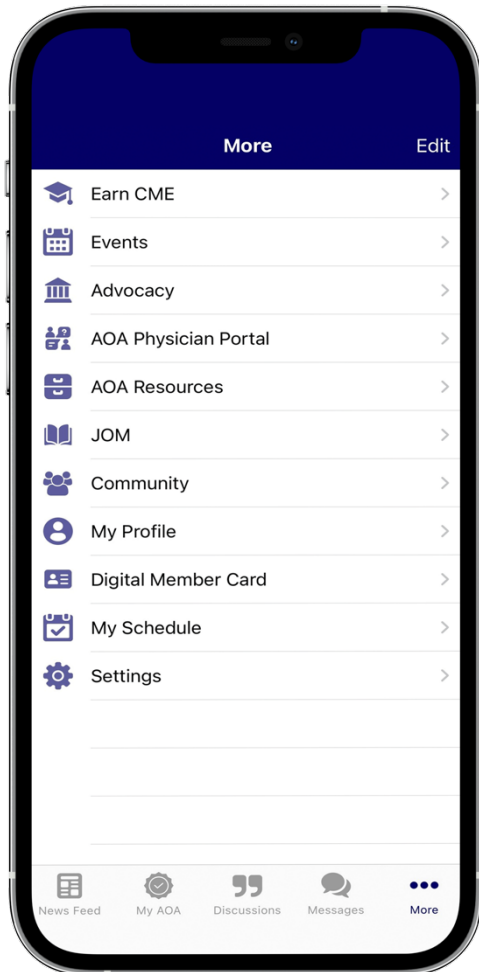 More Edit
Earn CME
Events
Advocacy
AOA Physician Portal
AOA Resources
JOM
Community
My Profile
Digital Member Card
My Schedule
Settings
News Feed My AOA Discussions Messages More